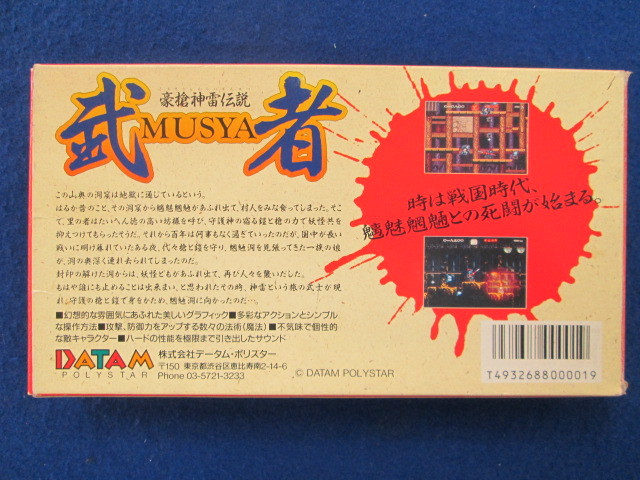 豪槍神雷伝説
武者
MUSYA
この山奥の洞窟は地獄に通じているという。
はるか昔のこと、その洞窟から魑魅魍魎があふれ出て、村人をみな食ってしまった。そこ
で、里の者はたいへん徳の高い坊様を呼び、守護神の宿る鎧と槍の力で妖怪共を
抑えつけてもらったそうだ。それから百年は何事もなく過ぎていったのだが、国中が長い
戦いに明け暮れていたある夜、代々槍と鎧を守り、魍魎洞を見張ってきた一族の娘
が、洞の奥深く連れ去られてしまったのだ。
封印の解けた洞からは、妖怪どもがあふれ出て、再び人々を襲いだした。
もはや誰にも止めることは出来まい、と思われたその時、神雷という旅の武士が現
れ、守護の槍と鎧で身をかため、魍魎洞に向かったのだ…
■幻想的な雰囲気にあふれた美しいグラフィック■多彩なアクションとシンプル
な操作方法■攻撃、防御力をアップする数々の法術(魔法)■不気味で個性的
な敵キャラクター■ハードの性能を極限まで引き出したサウンド
DATAM
POLYSTAR
株式会社データム・ポリスター
〒150 東京都渋谷区恵比寿南2-14-6
Phone 03-5721-3233
© DATAM POLYSTAR
時は戦国時代、
魑魅魍魎との死闘が始まる。
T4932688000019